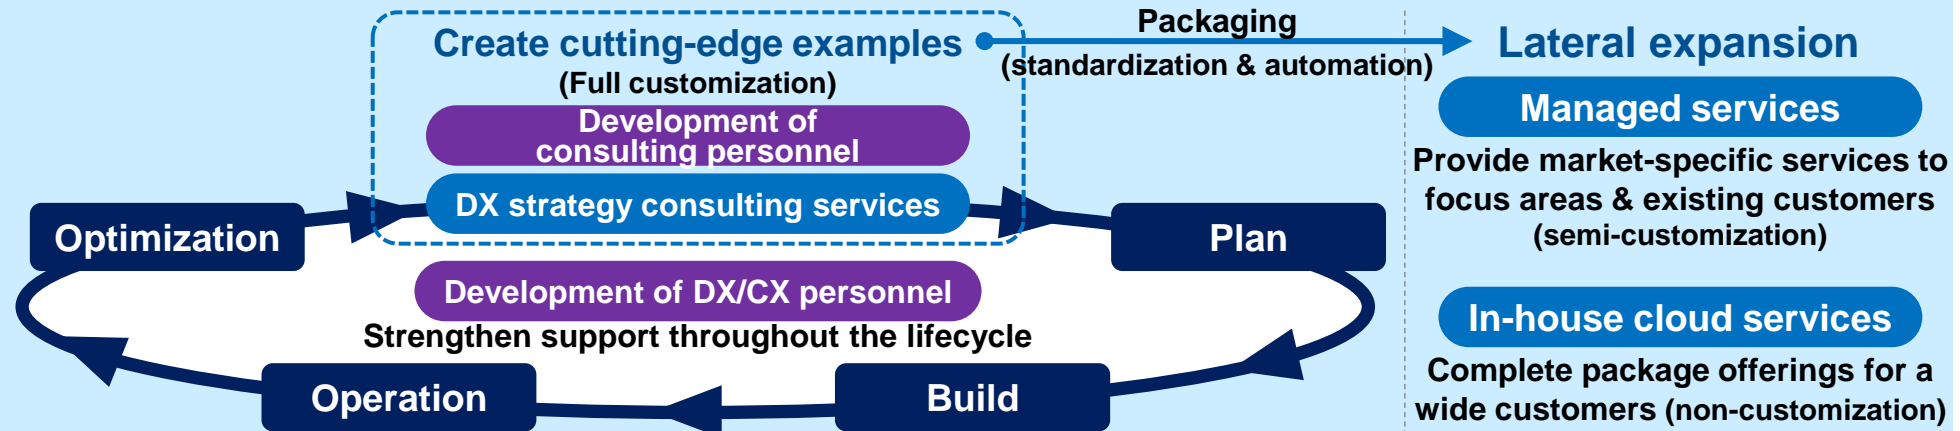 Create cutting-edge examples
(Full customization)
Development of
consulting personnel
DX strategy consulting services
Optimization
Plan
Development of DX/CX personnel
Strengthen support throughout the lifecycle
Operation
Build
Packaging
(standardization & automation)
Lateral expansion
Managed services
Provide market-specific services to
focus areas & existing customers
(semi-customization)
In-house cloud services
Complete package offerings for a
wide customers (non-customization)